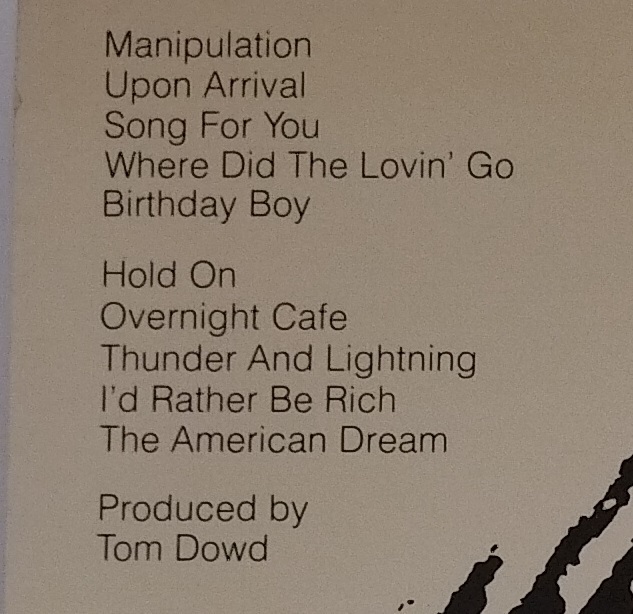 Manipulation
Upon Arrival
Song For You
Where Did The Lovin' Go
Birthday Boy
Hold On
Overnight Cafe
Thunder And Lightning
I'd Rather Be Rich
The American Dream
Produced by
Tom Dowd